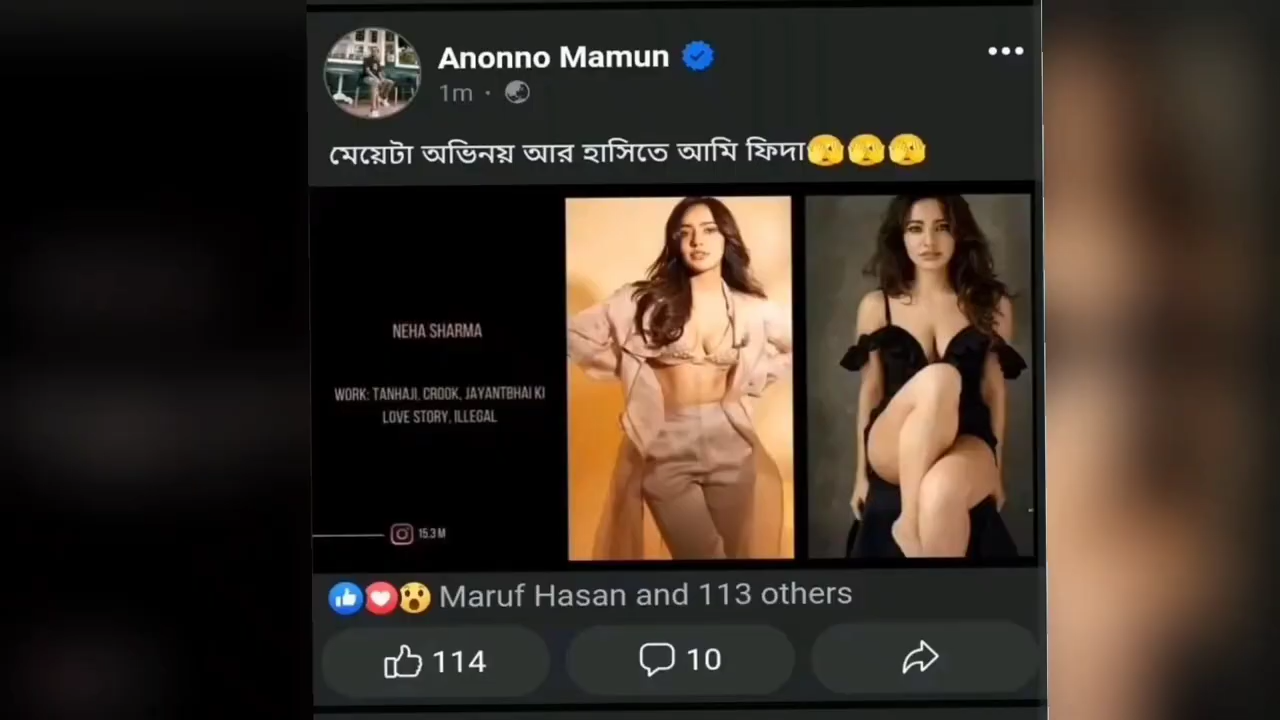 Anonno Mamun
1m ·
মেয়েটা অভিনয় আর হাসিতে আমি ফিদা🫣🫣🫣
NEHA SHARMA
WORK: TANHAJI, CROOK, JAYANTBHAI KI
LOVE STORY, ILLEGAL
15.3 M
Maruf Hasan and 113 others
114
10